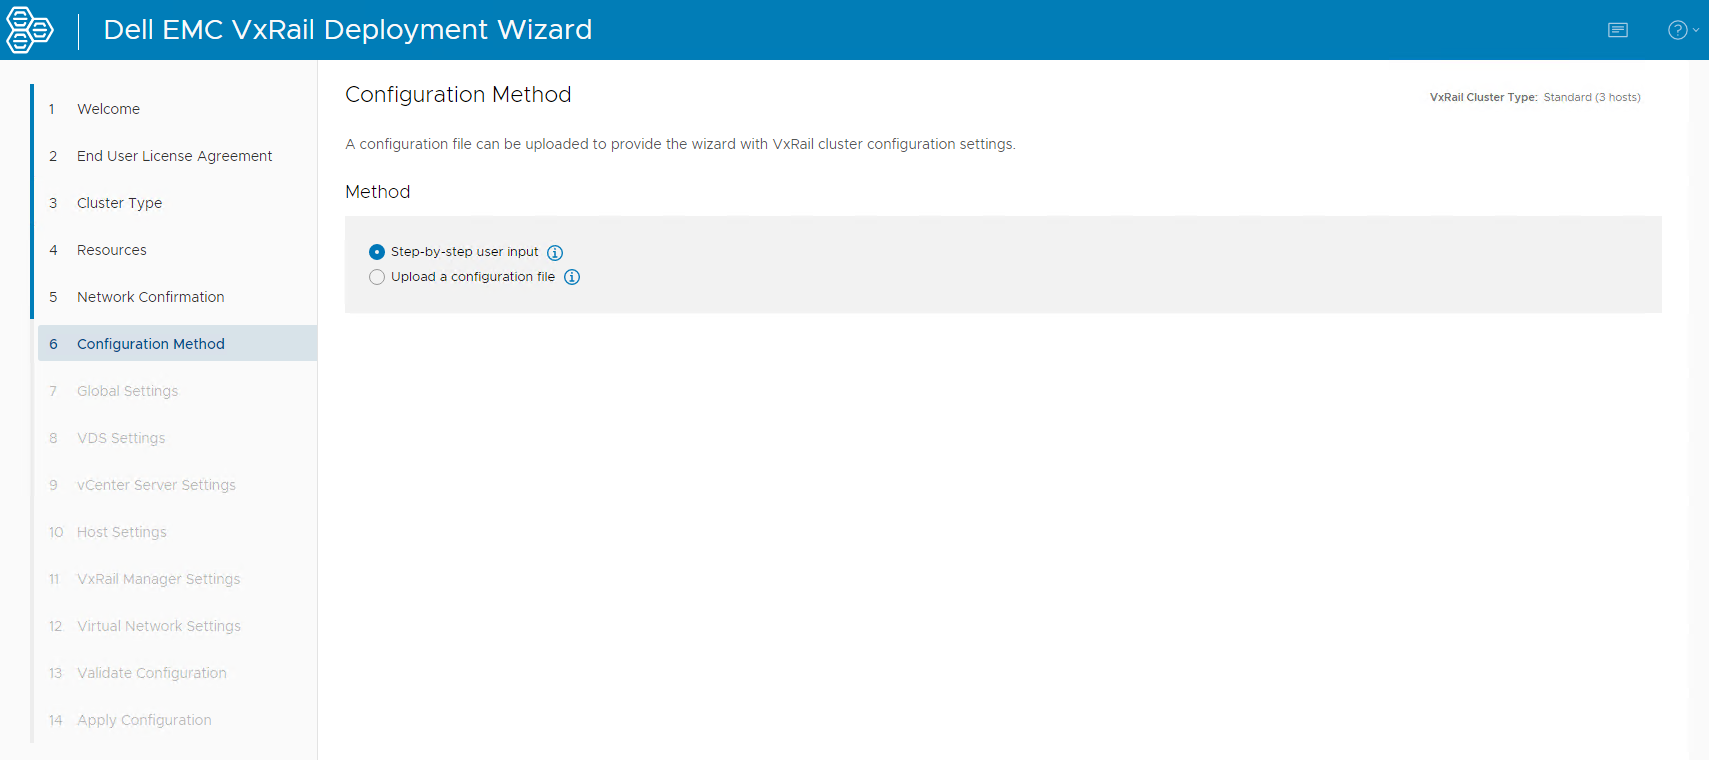 Dell EMC VxRail Deployment Wizard
1 Welcome
2 End User License Agreement
3 Cluster Type
4 Resources
5 Network Confirmation
6 Configuration Method
7 Global Settings
8 VDS Settings
9 vCenter Server Settings
10 Host Settings
11 VxRail Manager Settings
12 Virtual Network Settings
13 Validate Configuration
14 Apply Configuration
Configuration Method
VxRail Cluster Type: Standard (3 hosts)
A configuration file can be uploaded to provide the wizard with VxRail cluster configuration settings.
Method
Step-by-step user input
Upload a configuration file